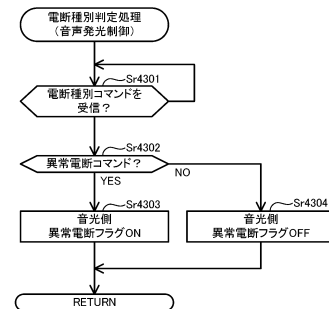 電断種別判定処理
（音声発光制御）
Sr4301
電断種別コマンドを
受信？
Sr4302
異常電断コマンド？
YES
NO
Sr4303
音光側
異常電断フラグON
Sr4304
音光側
異常電断フラグOFF
RETURN